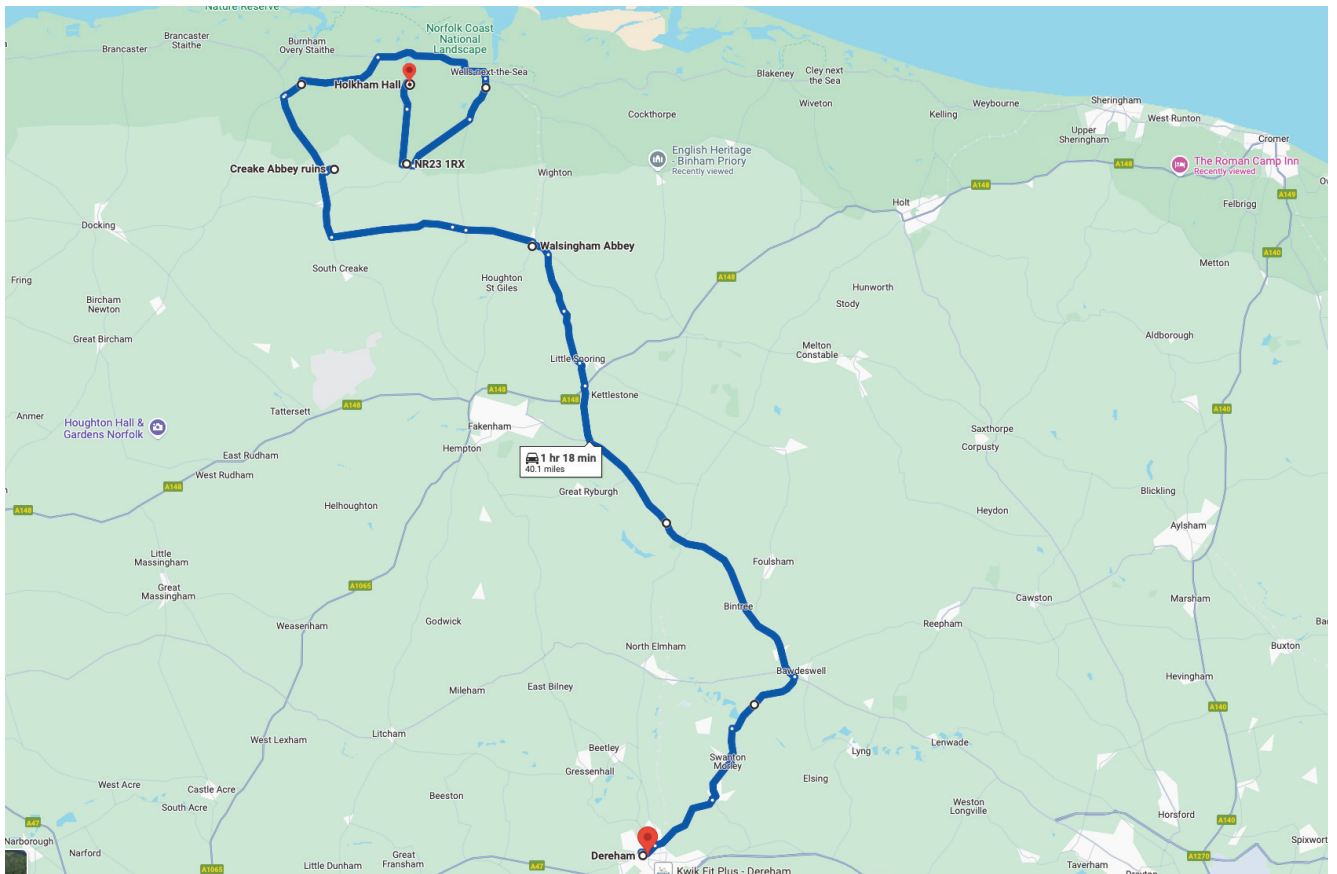 Nature Reserve
Brancaster
Brancaster
Staithe
Burnham
Overy Staithe
Norfolk Coast
National
Landscape
Wells-next-the-Sea
Holkham Hall
Blakeney
Cley next
the Sea
Wiveton
Cockthorpe
Kelling
Weybourne
Sheringham
Upper
Sheringham
West Runton
Cromer
Creake Abbey ruins
NR23 1RX
Wighton
English Heritage
- Binham Priory
Recently viewed
A148
The Roman Camp Inn
Recently viewed
A148
A149
Felbrigg
Holt
Docking
Walsingham Abbey
South Creake
Houghton
St Giles
A148
A140
Metton
Fring
Bircham
Newton
Great Bircham
Hunworth
Stody
Aldborough
Little Snoring
Melton
Constable
A148
Kettlestone
A148
A148
Tattersett
Anmer
Houghton Hall &
Gardens Norfolk
Fakenham
Hempton
A140
Saxthorpe
Corpusty
1 hr 18 min
40.1 miles
East Rudham
West Rudham
Great Ryburgh
Blickling
A148
Helhoughton
Heydon
Aylsham
Little
Massingham
Great
Massingham
A1065
Foulsham
Bintree
Cawston
Marsham
Weasenham
Godwick
Reepham
Buxton
North Elmham
Bawdeswell
Hevingham
Mileham
East Bilney
A140
West Lexham
Litcham
Beetley
Gressenhall
Swanton
Morley
Lyng
Lenwade
Elsing
West Acre
Castle Acre
South Acre
Beeston
Weston
Longville
Horsford
A47
Narborough
Narford
A140
Spixwor
Dereham
Great
Fransham
Little Dunham
A1065
A47
Kwik Fit Plus - Dereham
Taverham
Drayton
A1270